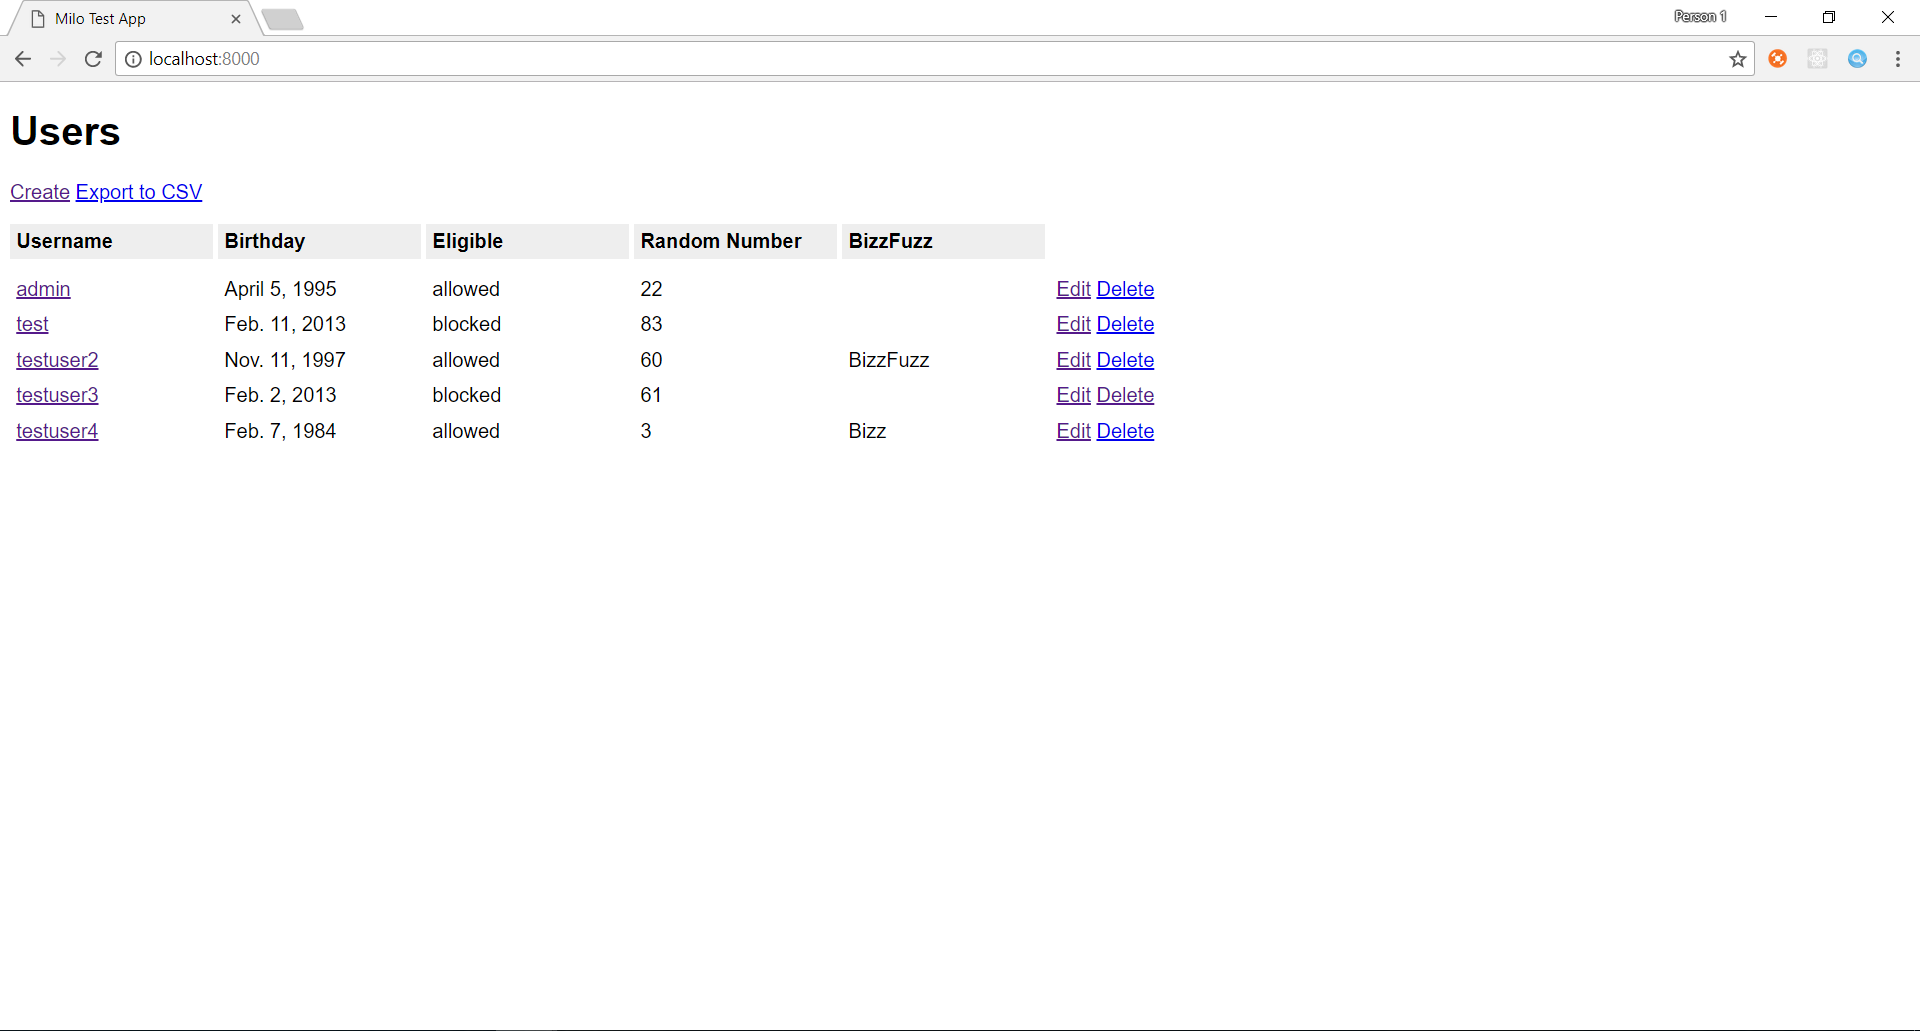 Milo Test App
Person 1
localhost:8000
Users
Create Export to CSV
Username Birthday Eligible Random Number BizzFuzz
admin April 5, 1995 allowed 22 Edit Delete
test Feb. 11, 2013 blocked 83 Edit Delete
testuser2 Nov. 11, 1997 allowed 60 BizzFuzz Edit Delete
testuser3 Feb. 2, 2013 blocked 61 Edit Delete
testuser4 Feb. 7, 1984 allowed 3 Bizz Edit Delete